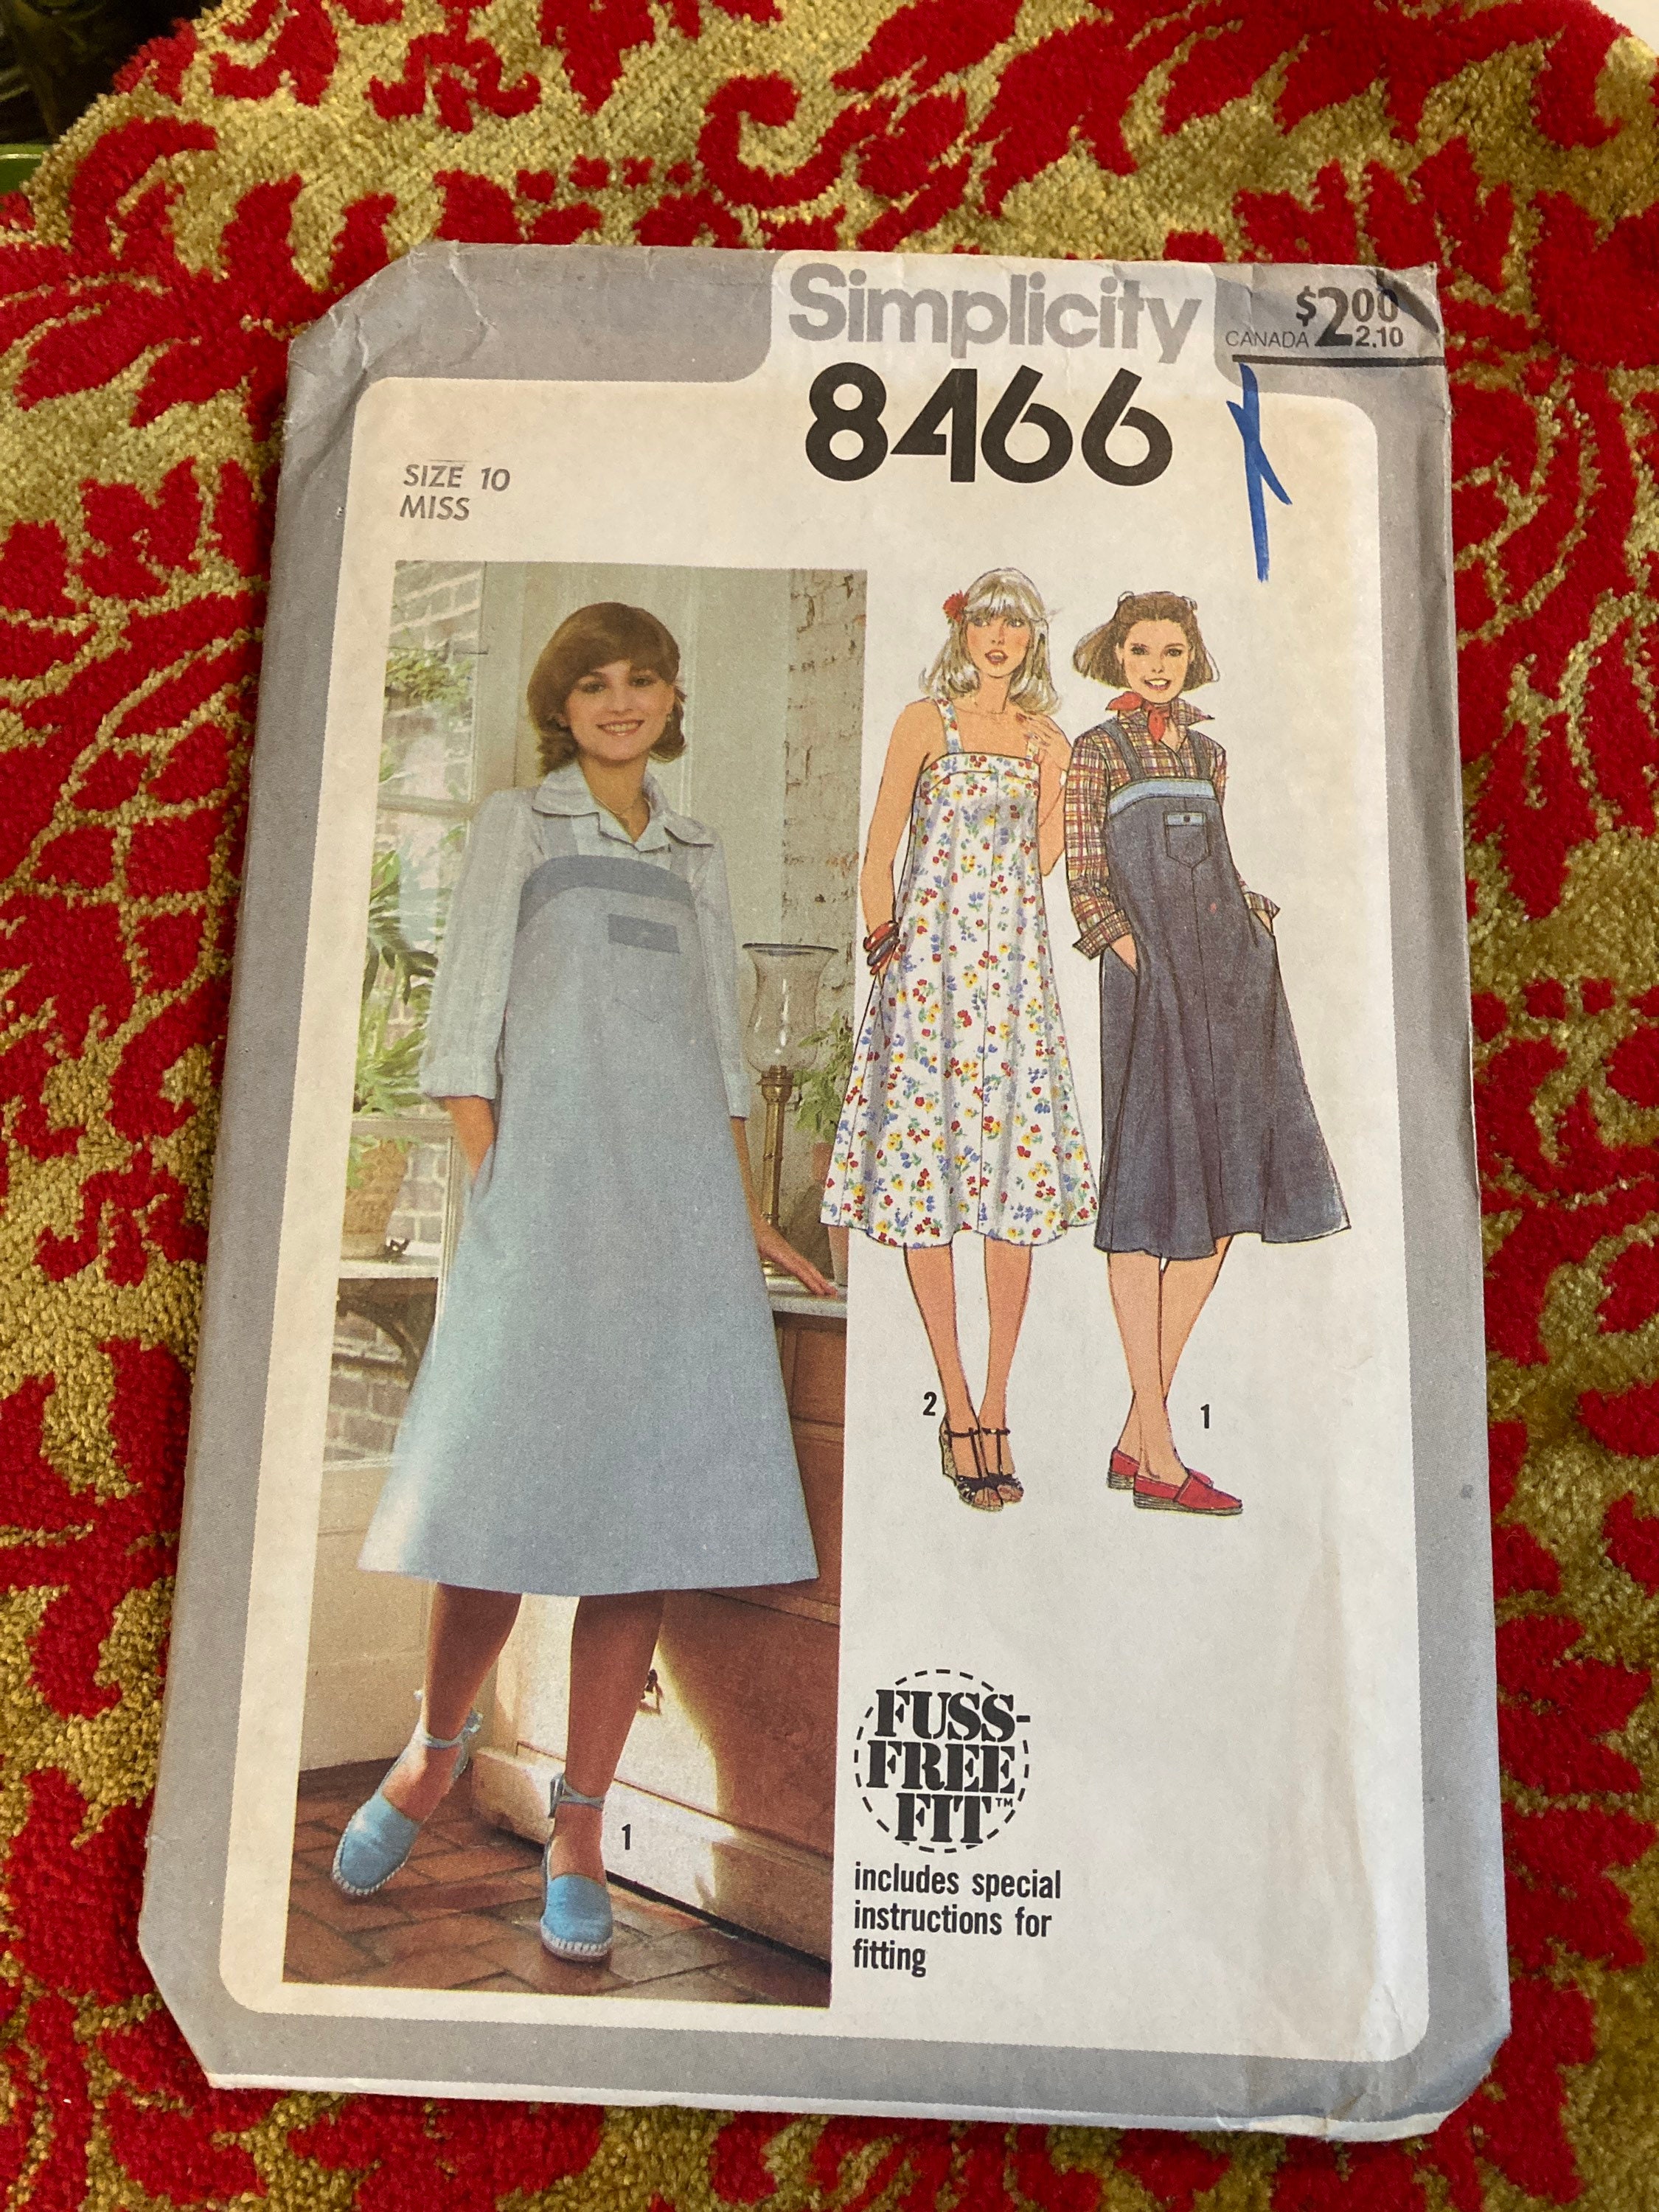 Simplicity
$2.00
CANADA 2.10
8466
SIZE 10
MISS
2
1
1
FUSS-
FREE
FIT™
includes special
instructions for
fitting